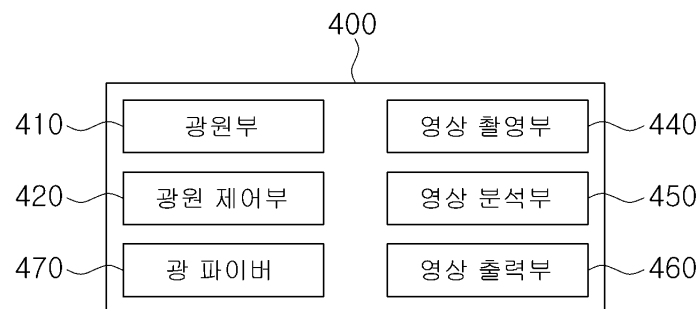 400
410 광원부 영상 촬영부 440
420 광원 제어부 영상 분석부 450
470 광 파이버 영상 출력부 460